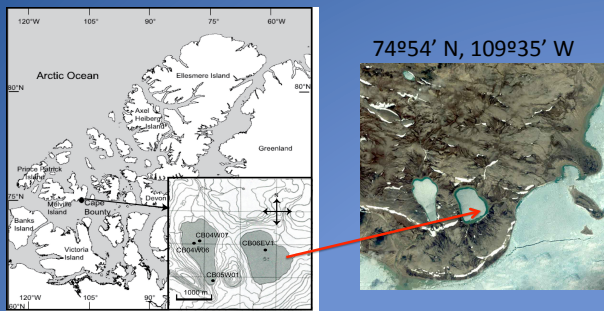 120°W
105°
90°
75°W
60°W
Arctic Ocean
Ellesmere Island
80°N
80°N
Axel
Heiberg
Island
Greenland
Prince Patrick
Island
75°N
Melville
Island
Cape
Bounty
Devon
Banks
Island
Victoria
Island
60°N
120°W
105°
90°
N
CB04W07
CB04W06
CB06EV1
CB05W01
1000 m
74º54’ N, 109º35’ W